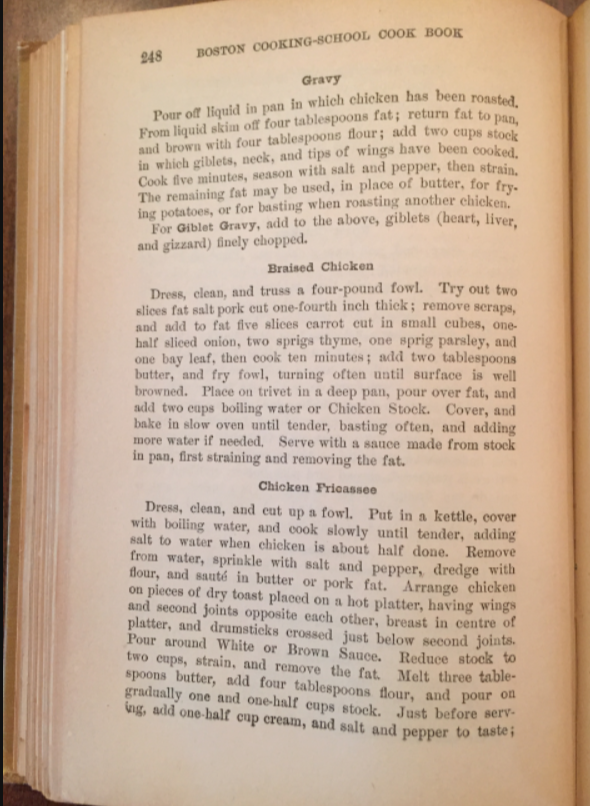 248 BOSTON COOKING-SCHOOL COOK BOOK
Gravy
Pour off liquid in pan in which chicken has been roasted.
From liquid skim off four tablespoons fat; return fat to pan,
and brown with four tablespoons flour; add two cups stock
in which giblets, neck, and tips of wings have been cooked.
Cook five minutes, season with salt and pepper, then strain.
The remaining fat may be used, in place of butter, for fry-
ing potatoes, or for basting when roasting another chicken.
For Giblet Gravy, add to the above, giblets (heart, liver,
and gizzard) finely chopped.
Braised Chicken
Dress, clean, and truss a four-pound fowl. Try out two
slices fat salt pork cut one-fourth inch thick; remove scraps,
and add to fat five slices carrot cut in small cubes, one-
half sliced onion, two sprigs thyme, one sprig parsley, and
one bay leaf, then cook ten minutes; add two tablespoons
butter, and fry fowl, turning often until surface is well
browned. Place on trivet in a deep pan, pour over fat, and
add two cups boiling water or Chicken Stock. Cover, and
bake in slow oven until tender, basting often, and adding
more water if needed. Serve with a sauce made from stock
in pan, first straining and removing the fat.
Chicken Fricassee
Dress, clean, and cut up a fowl. Put in a kettle, cover
with boiling water, and cook slowly until tender, adding
salt to water when chicken is about half done. Remove
from water, sprinkle with salt and pepper, dredge with
flour, and sauté in butter or pork fat. Arrange chicken
on pieces of dry toast placed on a hot platter, having wings
and second joints opposite each other, breast in centre of
platter, and drumsticks crossed just below second joints.
Pour around White or Brown Sauce. Reduce stock to
two cups, strain, and remove the fat. Melt three table-
spoons butter, add four tablespoons flour, and pour on
gradually one and one-half cups stock. Just before serv-
ing, add one-half cup cream, and salt and pepper to taste;